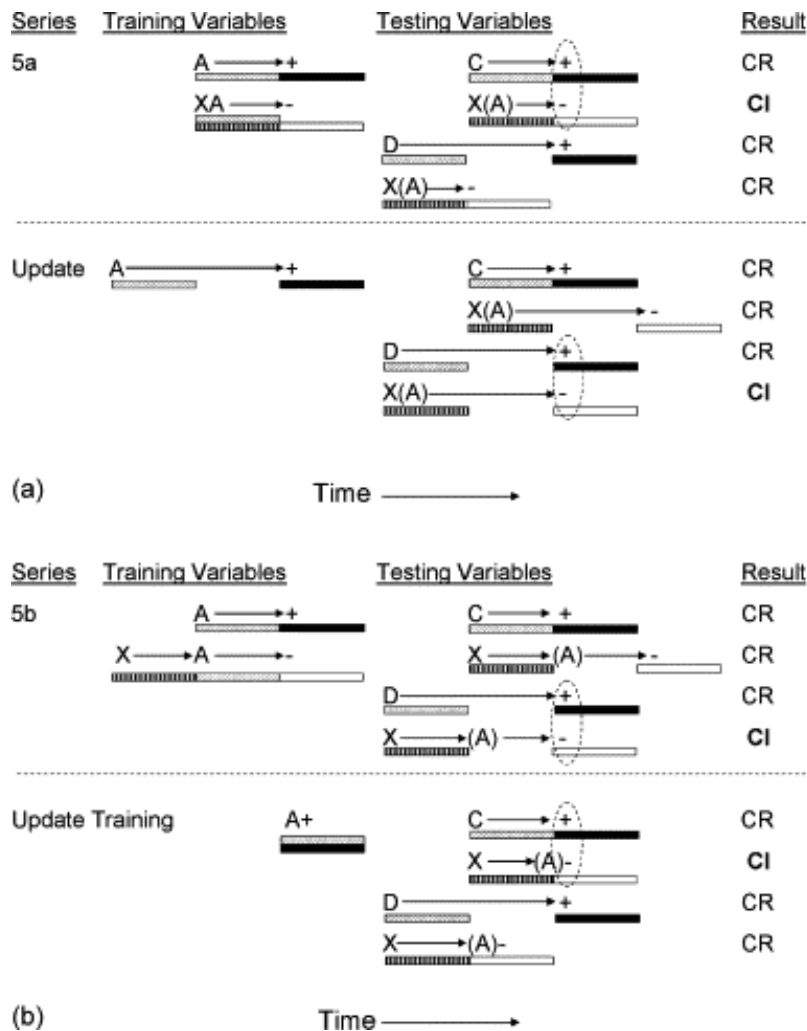 Series Training Variables Testing Variables Result
5a A + C + CR
XA - X(A) - CI
D + CR
X(A) - CR
Update A + C + CR
X(A) - CR
D + CR
X(A) - CI
(a) Time
Series Training Variables Testing Variables Result
5b A + C + CR
X A - X (A) - CR
D + CR
X (A) - CI
Update Training A+ C + CR
X (A)- CI
D + CR
X (A)- CR
(b) Time